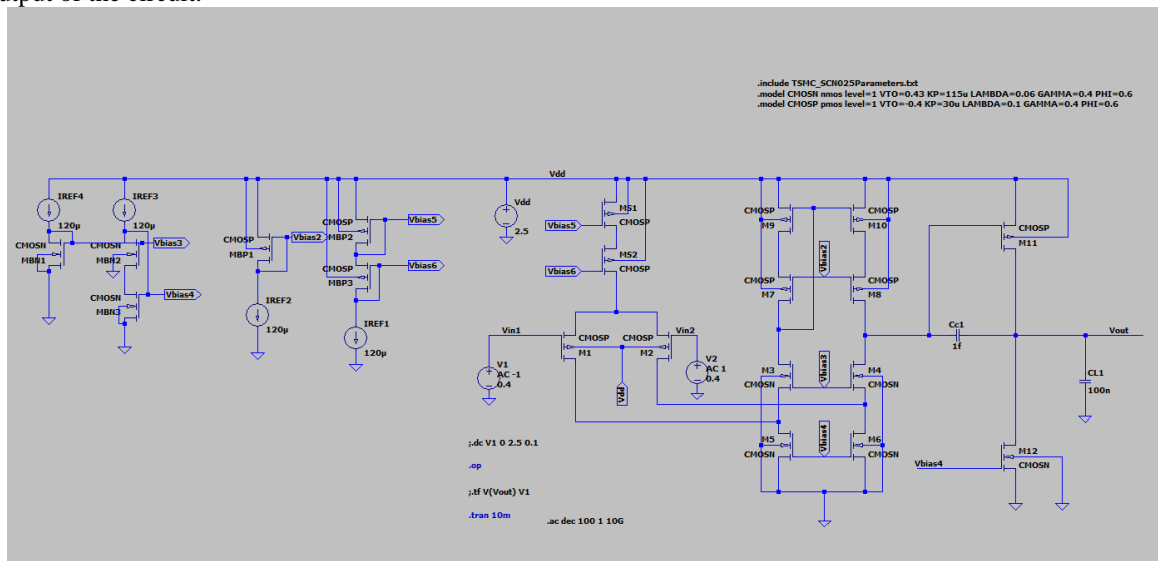 utput of the circuit.
.include TSMC_SCN025Parameters.txt
.model CMOSN nmos level=1 VTO=0.43 KP=115u LAMBDA=0.06 GAMMA=0.4 PHI=0.6
.model CMOSP pmos level=1 VTO=-0.4 KP=30u LAMBDA=0.1 GAMMA=0.4 PHI=0.6
Vdd
IREF4
120µ
IREF3
120µ
CMOSN
MBN1
CMOSN
MBN2
Vbias3
CMOSN
MBN3
Vbias4
CMOSP
MBP1
Vbias2
IREF2
120µ
CMOSP
MBP2
Vbias5
CMOSP
MBP3
Vbias6
IREF1
120µ
Vdd
2.5
Vbias5
MS1
CMOSP
Vbias6
MS2
CMOSP
Vin1
CMOSP
M1
CMOSP
M2
Vin2
V1
AC -1
0.4
V2
AC 1
0.4
Vdd
CMOSP
M9
CMOSP
M10
CMOSP
M7
Vbias2
CMOSP
M8
M3
CMOSN
Vbias3
M4
CMOSN
M5
CMOSN
Vbias4
M6
CMOSN
CMOSP
M11
Cc1
1f
Vout
CL1
100n
Vbias4
M12
CMOSN
;.dc V1 0 2.5 0.1
.op
;.tf V(Vout) V1
.tran 10m
.ac dec 100 1 10G